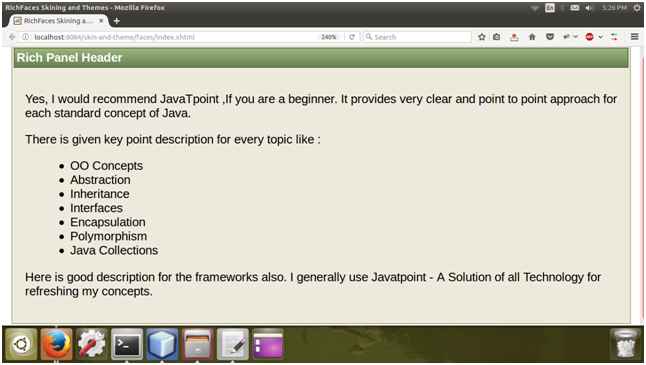 RichFaces Skining and Themes - Mozilla Firefox
En
5:26 PM
RichFaces Skining and ...
localhost:8084/skin-and-theme/faces/index.xhtml
240%
Search
Rich Panel Header
Yes, I would recommend JavaTpoint ,If you are a beginner. It provides very clear and point to point approach for
each standard concept of Java.
There is given key point description for every topic like :
• OO Concepts
• Abstraction
• Inheritance
• Interfaces
• Encapsulation
• Polymorphism
• Java Collections
Here is good description for the frameworks also. I generally use Javatpoint - A Solution of all Technology for
refreshing my concepts.